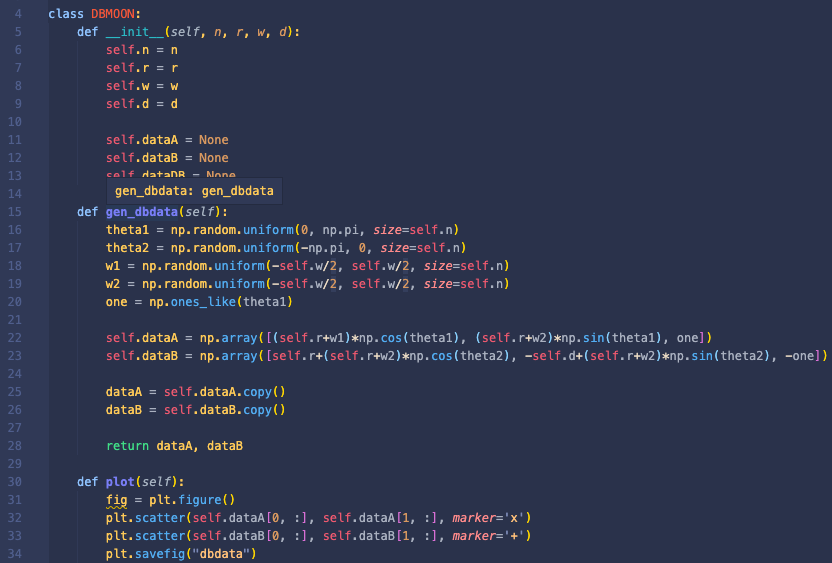 4 class DBMOON:
5     def __init__(self, n, r, w, d):
6         self.n = n
7         self.r = r
8         self.w = w
9         self.d = d
10
11         self.dataA = None
12         self.dataB = None
13         self.dataDB = None
gen_dbdata: gen_dbdata
14
15     def gen_dbdata(self):
16         theta1 = np.random.uniform(0, np.pi, size=self.n)
17         theta2 = np.random.uniform(-np.pi, 0, size=self.n)
18         w1 = np.random.uniform(-self.w/2, self.w/2, size=self.n)
19         w2 = np.random.uniform(-self.w/2, self.w/2, size=self.n)
20         one = np.ones_like(theta1)
21
22         self.dataA = np.array([(self.r+w1)*np.cos(theta1), (self.r+w2)*np.sin(theta1), one])
23         self.dataB = np.array([self.r+(self.r+w2)*np.cos(theta2), -self.d+(self.r+w2)*np.sin(theta2), -one])
24
25         dataA = self.dataA.copy()
26         dataB = self.dataB.copy()
27
28         return dataA, dataB
29
30     def plot(self):
31         fig = plt.figure()
32         plt.scatter(self.dataA[0, :], self.dataA[1, :], marker='x')
33         plt.scatter(self.dataB[0, :], self.dataB[1, :], marker='+')
34         plt.savefig("dbdata")